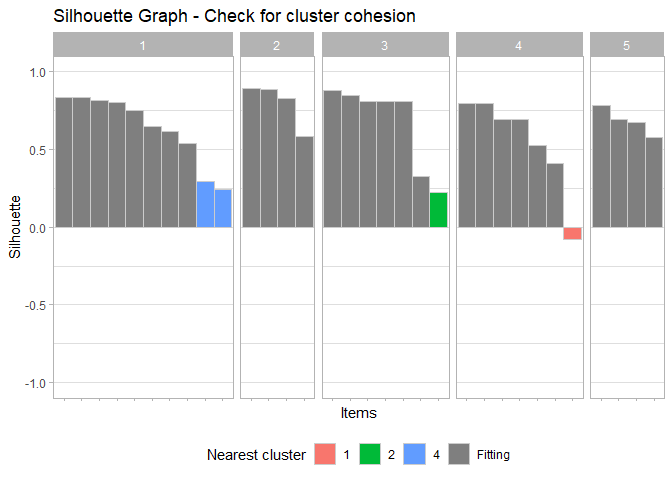 Silhouette Graph - Check for cluster cohesion
1 2 3 4 5
1.0
0.5
0.0
-0.5
-1.0
Silhouette
Items
Nearest cluster 1 2 4 Fitting